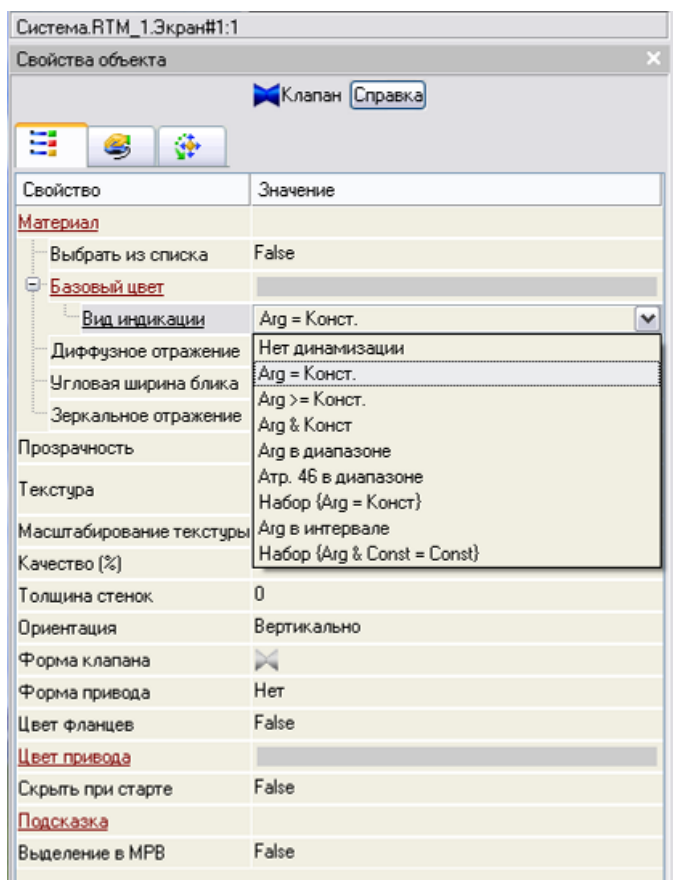 Система.RTM_1.Экран#1:1
Свойства объекта
Клапан Справка
Свойство Значение
Материал
Выбрать из списка False
Базовый цвет
Вид индикации Arg = Конст.
Диффузное отражение Нет динамизации
Угловая ширина блика Arg = Конст.
Зеркальное отражение Arg >= Конст.
Arg & Конст
Прозрачность Arg в диапазоне
Текстура Атр. 46 в диапазоне
Набор {Arg = Конст}
Масштабирование текстуры Arg в интервале
Качество (%) Набор {Arg & Const = Const}
Толщина стенок 0
Ориентация Вертикально
Форма клапана
Форма привода Нет
Цвет фланцев False
Цвет привода
Скрыть при старте False
Подсказка
Выделение в МРВ False